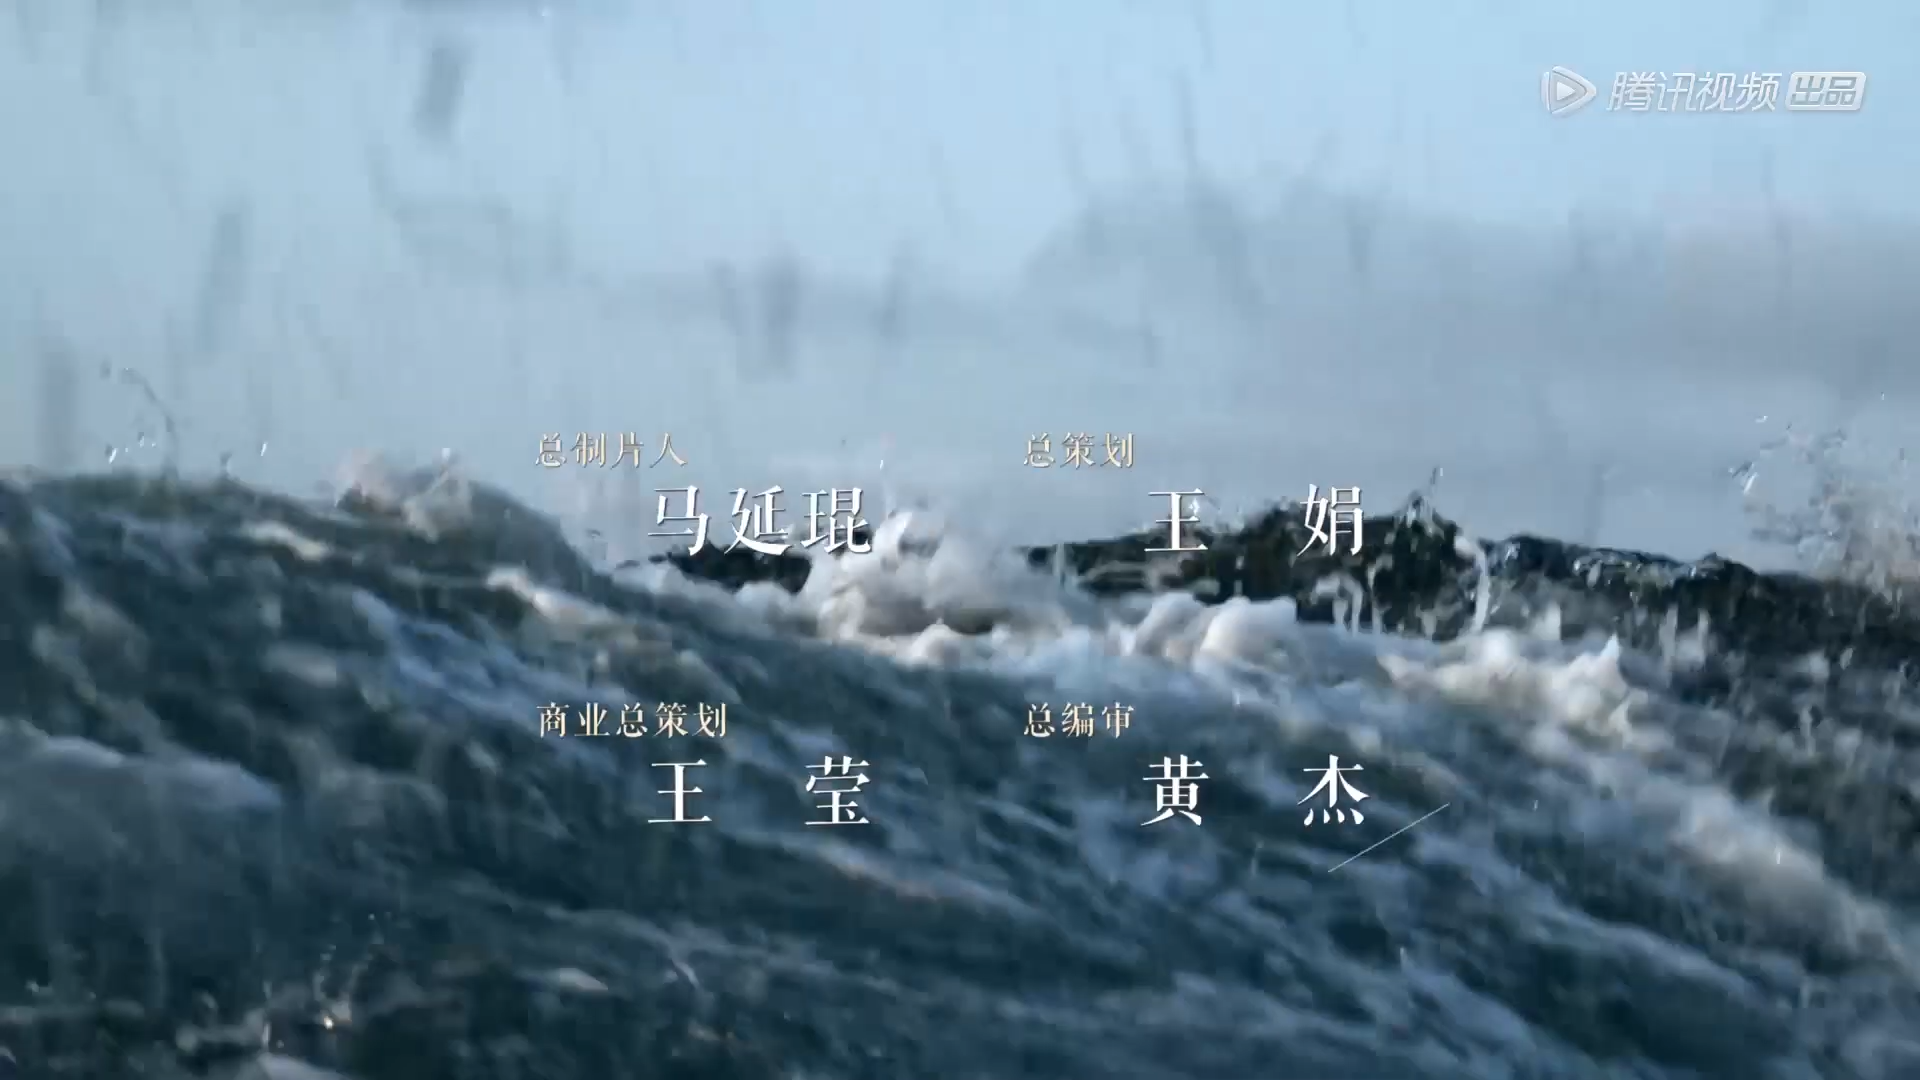 腾讯视频 出品
总制片人
马延琨
总策划
王 娟
商业总策划
王 莹
总编审
黄 杰